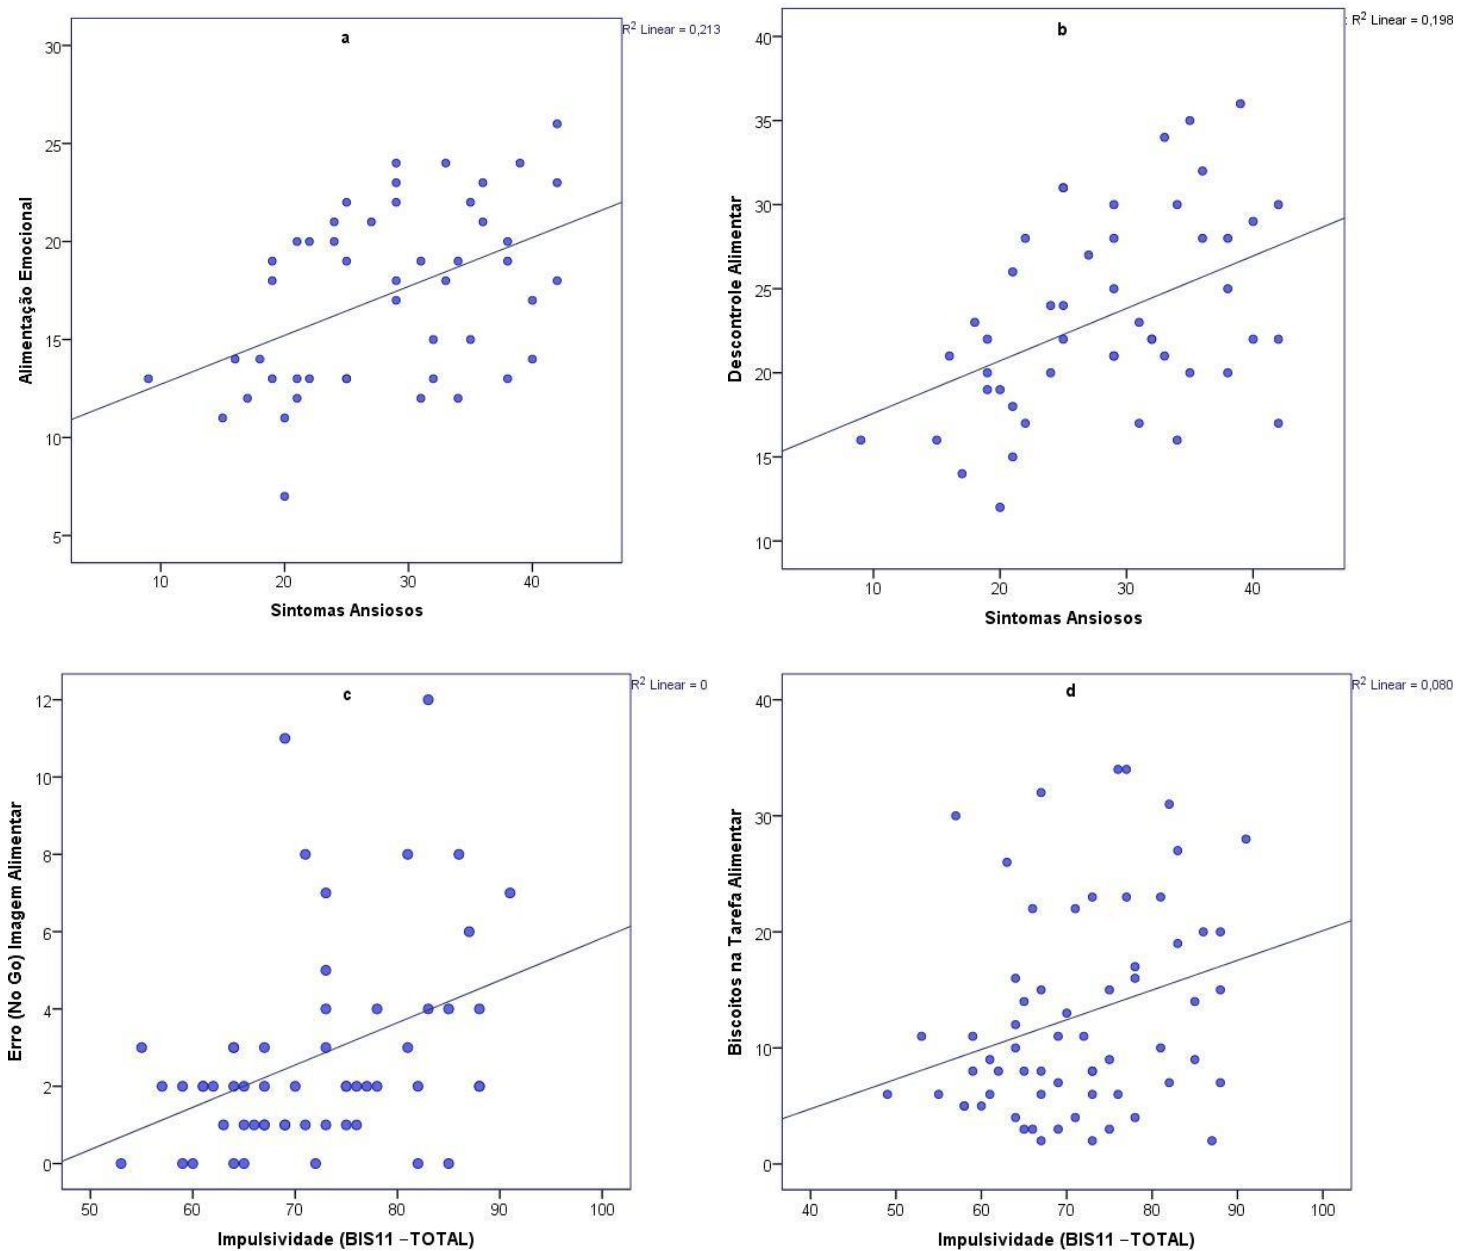 a
R² Linear = 0,213
30
25
20
15
10
5
Alimentação Emocional
10 20 30 40
Sintomas Ansiosos
b
: R² Linear = 0,198
40
35
30
25
20
15
10
Descontrole Alimentar
10 20 30 40
Sintomas Ansiosos
c
R² Linear = 0
12
10
8
6
4
2
0
Erro (No Go) Imagem Alimentar
50 60 70 80 90 100
Impulsividade (BIS11 –TOTAL)
d
R² Linear = 0,080
40
30
20
10
0
Biscoitos na Tarefa Alimentar
40 50 60 70 80 90 100
Impulsividade (BIS11 –TOTAL)